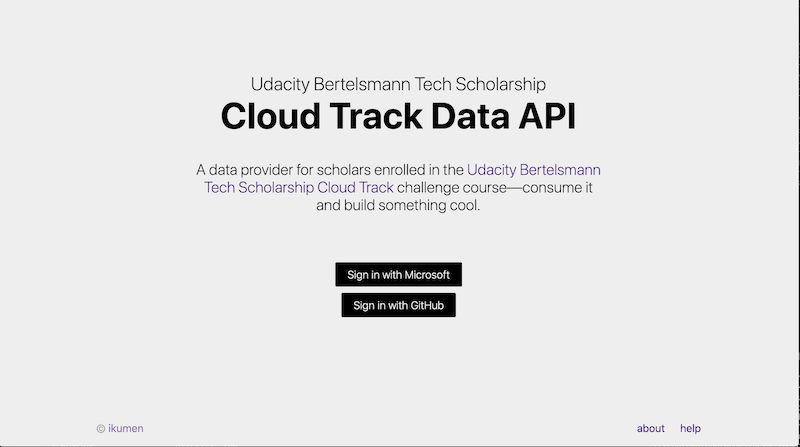 Udacity Bertelsmann Tech Scholarship
Cloud Track Data API
A data provider for scholars enrolled in the Udacity Bertelsmann
Tech Scholarship Cloud Track challenge course—consume it
and build something cool.
Sign in with Microsoft
Sign in with GitHub
© ikumen
about help